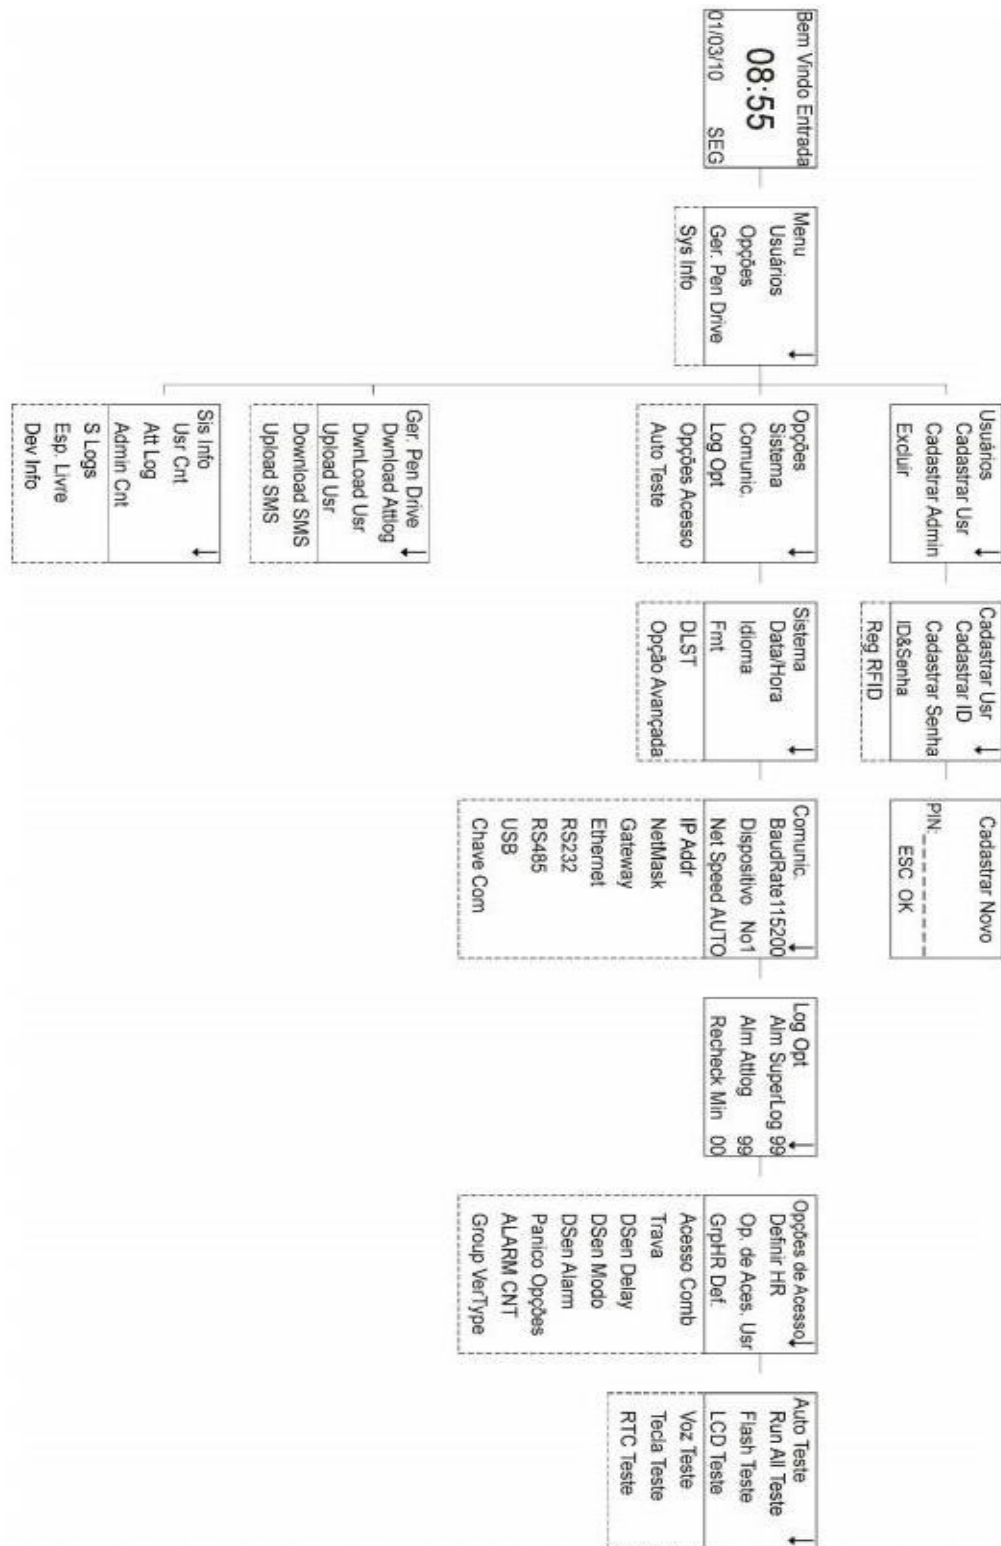 Bem Vindo Entrada
08:55
01/03/10 SEG
Menu
Usuários
Opções
Ger. Pen Drive
Sys Info
Usuários
Cadastrar Usr
Cadastrar Admin
Excluir
Cadastrar Usr
Cadastrar ID
Cadastrar Senha
ID&Senha
Reg RFID
Cadastrar Novo
PIN:_ _ _ _ _ _
ESC OK
Opções
Sistema
Comunic.
Log Opt
Opções Acesso
Auto Teste
Sistema
Data/Hora
Idioma
Fmt
DLST
Opção Avançada
Comunic.
BaudRate115200
Dispositivo No1
Net Speed AUTO
IP Addr
NetMask
Gateway
Ethernet
RS232
RS485
USB
Chave Com
Log Opt
Alm SuperLog 99
Alm Attlog 99
Recheck Min 00
Opções de Acesso
Definir HR
Op. de Aces. Usr
GrpHR Def.
Acesso Comb
Trava
DSen Delay
DSen Modo
DSen Alarm
Panico Opções
ALARM CNT
Group VerType
Auto Teste
Run All Teste
Flash Teste
LCD Teste
Voz Teste
Tecla Teste
RTC Teste
Ger. Pen Drive
Dwnload Attlog
DwnLoad Usr
Upload Usr
Download SMS
Upload SMS
Sis Info
Usr Cnt
Att Log
Admin Cnt
S Logs
Esp. Livre
Dev Info